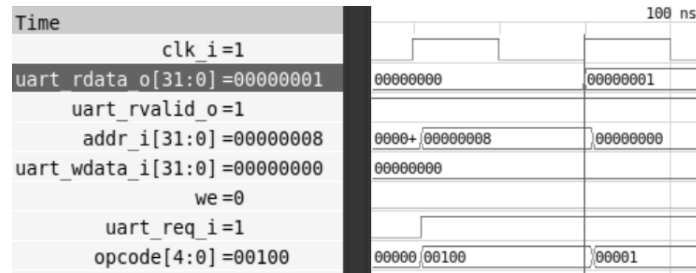 Time 100 ns
clk_i=1
uart_rdata_o[31:0]=00000001 00000000 00000001
uart_rvalid_o=1
addr_i[31:0]=00000008 0000+ 00000008 00000000
uart_wdata_i[31:0]=00000000 00000000
we=0
uart_req_i=1
opcode[4:0]=00100 00000 00100 00001